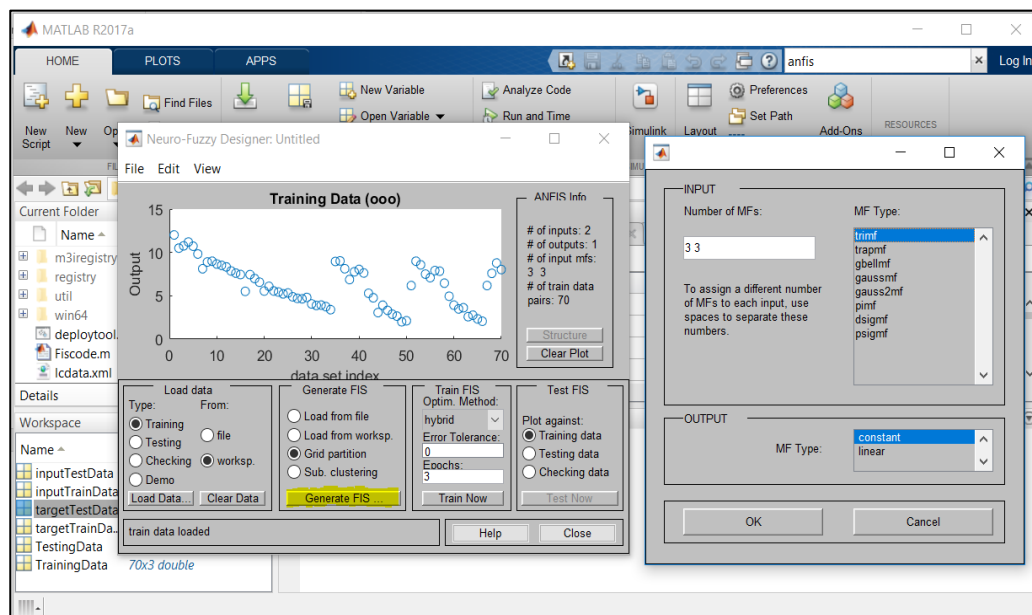 MATLAB R2017a
HOME
PLOTS
APPS
anfis
Log In
New Script
New
Find Files
New Variable
Open Variable
Analyze Code
Run and Time
Simulink
Layout
Preferences
Set Path
Add-Ons
RESOURCES
Current Folder
Name
m3iregistry
registry
util
win64
deploytool.
Fiscode.m
lcdata.xml
Details
Workspace
Name
inputTestData
inputTrainData
targetTestData
targetTrainDa...
TestingData
TrainingData 70x3 double
Neuro-Fuzzy Designer: Untitled
File Edit View
Training Data (ooo)
Output
15
10
5
0
0 10 20 30 40 50 60 70
data set index
ANFIS Info
# of inputs: 2
# of outputs: 1
# of input mfs:
3 3
# of train data
pairs: 70
Structure
Clear Plot
Load data
Type: From:
Training
Testing
Checking
Demo
file
worksp.
Load Data... Clear Data
Generate FIS
Load from file
Load from worksp.
Grid partition
Sub. clustering
Generate FIS ...
Train FIS
Optim. Method:
hybrid
Error Tolerance:
0
Epochs:
3
Train Now
Test FIS
Plot against:
Training data
Testing data
Checking data
Test Now
train data loaded
Help
Close
INPUT
Number of MFs:
3 3
To assign a different number
of MFs to each input, use
spaces to separate these
numbers.
MF Type:
trimf
trapmf
gbellmf
gaussmf
gauss2mf
pimf
dsigmf
psigmf
OUTPUT
MF Type:
constant
linear
OK
Cancel